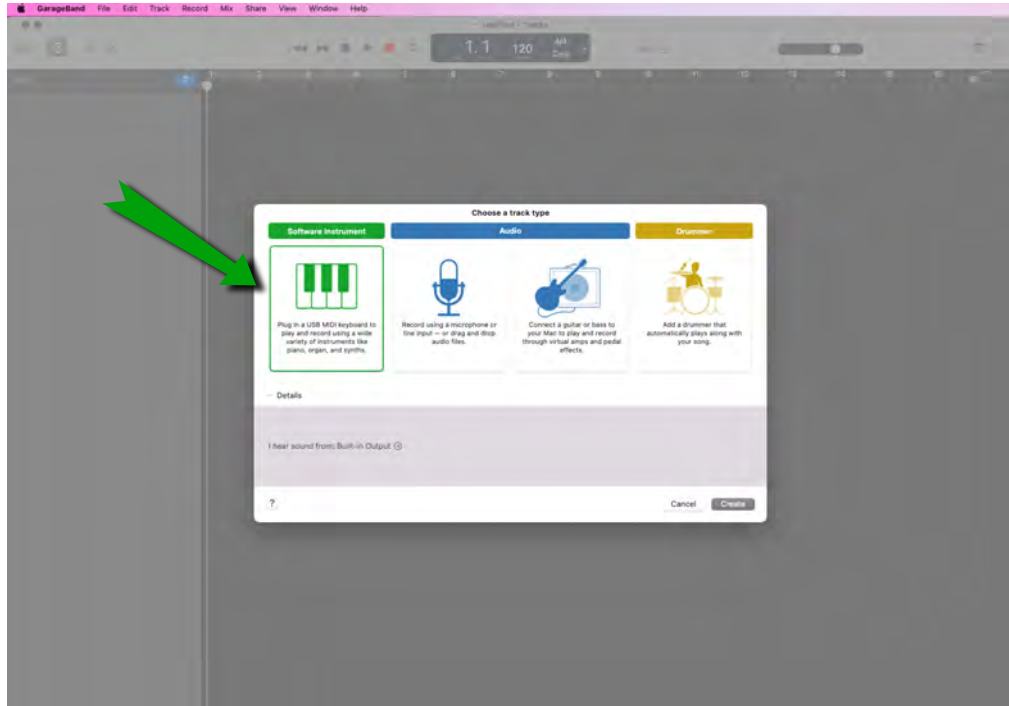 GarageBand File Edit Track Record Mix Share View Window Help
1.1 120 4/4
Choose a track type
Software Instrument Audio Drummer
Plug in a USB MIDI keyboard to
play and record using a wide
variety of instruments like
piano, organ, and synths.
Record using a microphone or
line input — or drag and drop
audio files.
Connect a guitar or bass to
your Mac to play and record
through virtual amps and pedal
effects.
Add a drummer that
automatically plays along with
your song.
Details
I hear sound from: Built-in Output
?
Cancel Create